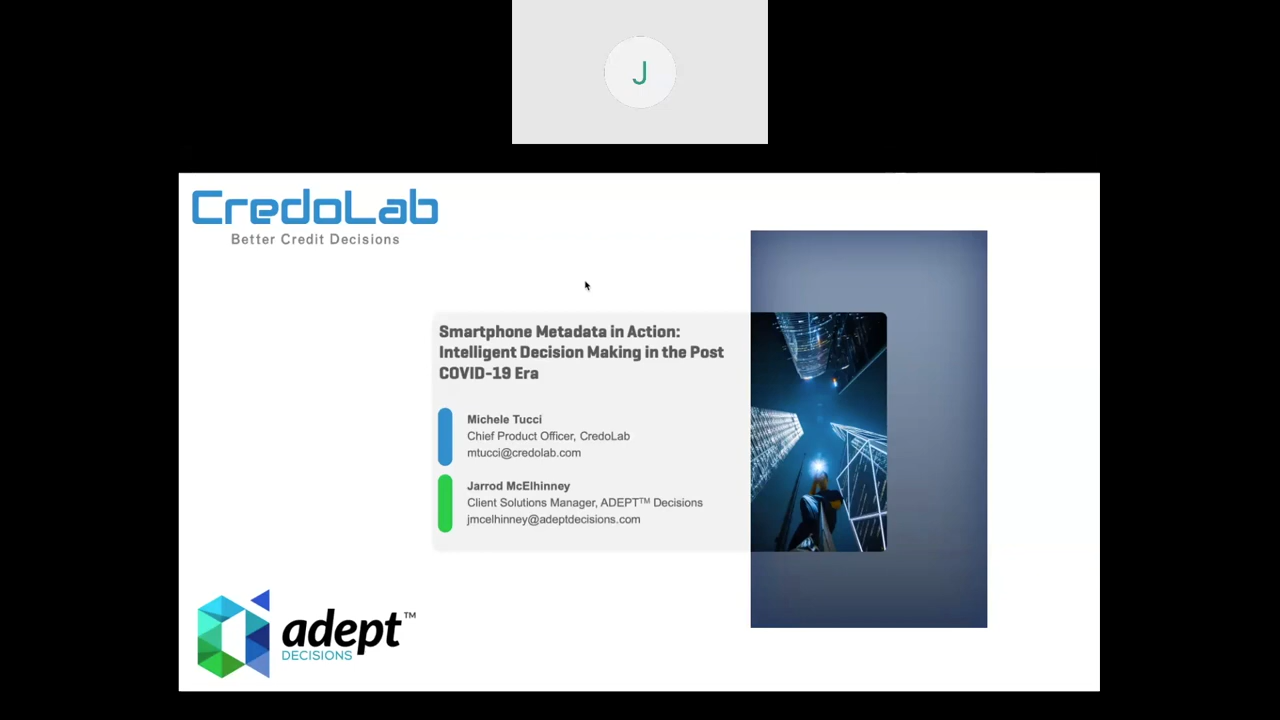 J
CredoLab
Better Credit Decisions
Smartphone Metadata in Action:
Intelligent Decision Making in the Post
COVID-19 Era
Michele Tucci
Chief Product Officer, CredoLab
mtucci@credolab.com
Jarrod McElhinney
Client Solutions Manager, ADEPT™ Decisions
jmcelhinney@adeptdecisions.com
adept™
DECISIONS